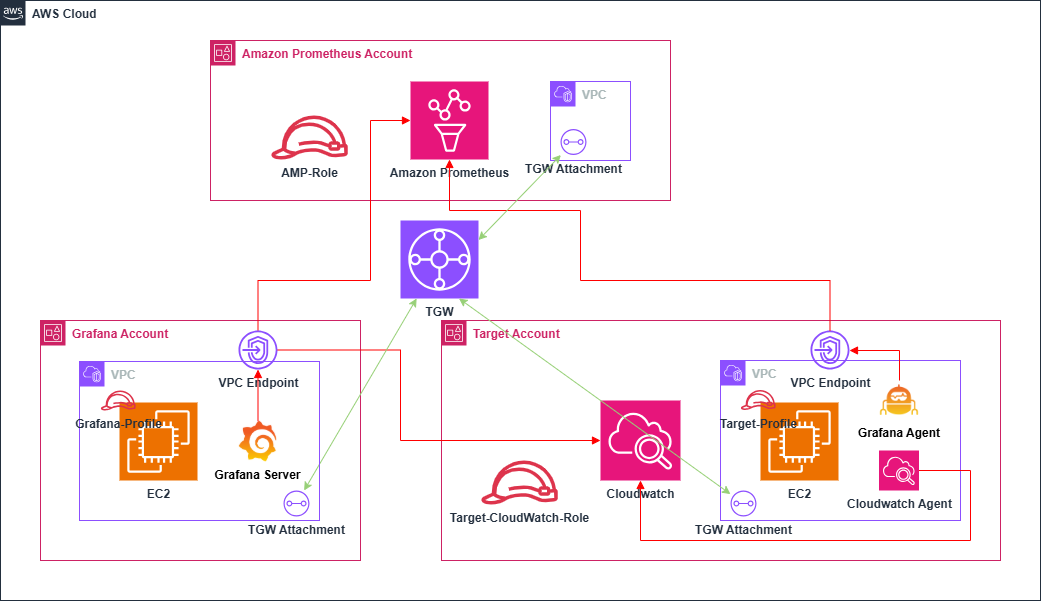 aws
AWS Cloud
Amazon Prometheus Account
VPC
AMP-Role
Amazon Prometheus
TGW Attachment
TGW
Grafana Account
VPC
VPC Endpoint
Grafana-Profile
EC2
Grafana Server
TGW Attachment
Target Account
Cloudwatch
Target-CloudWatch-Role
VPC
VPC Endpoint
Target-Profile
EC2
Grafana Agent
Cloudwatch Agent
TGW Attachment